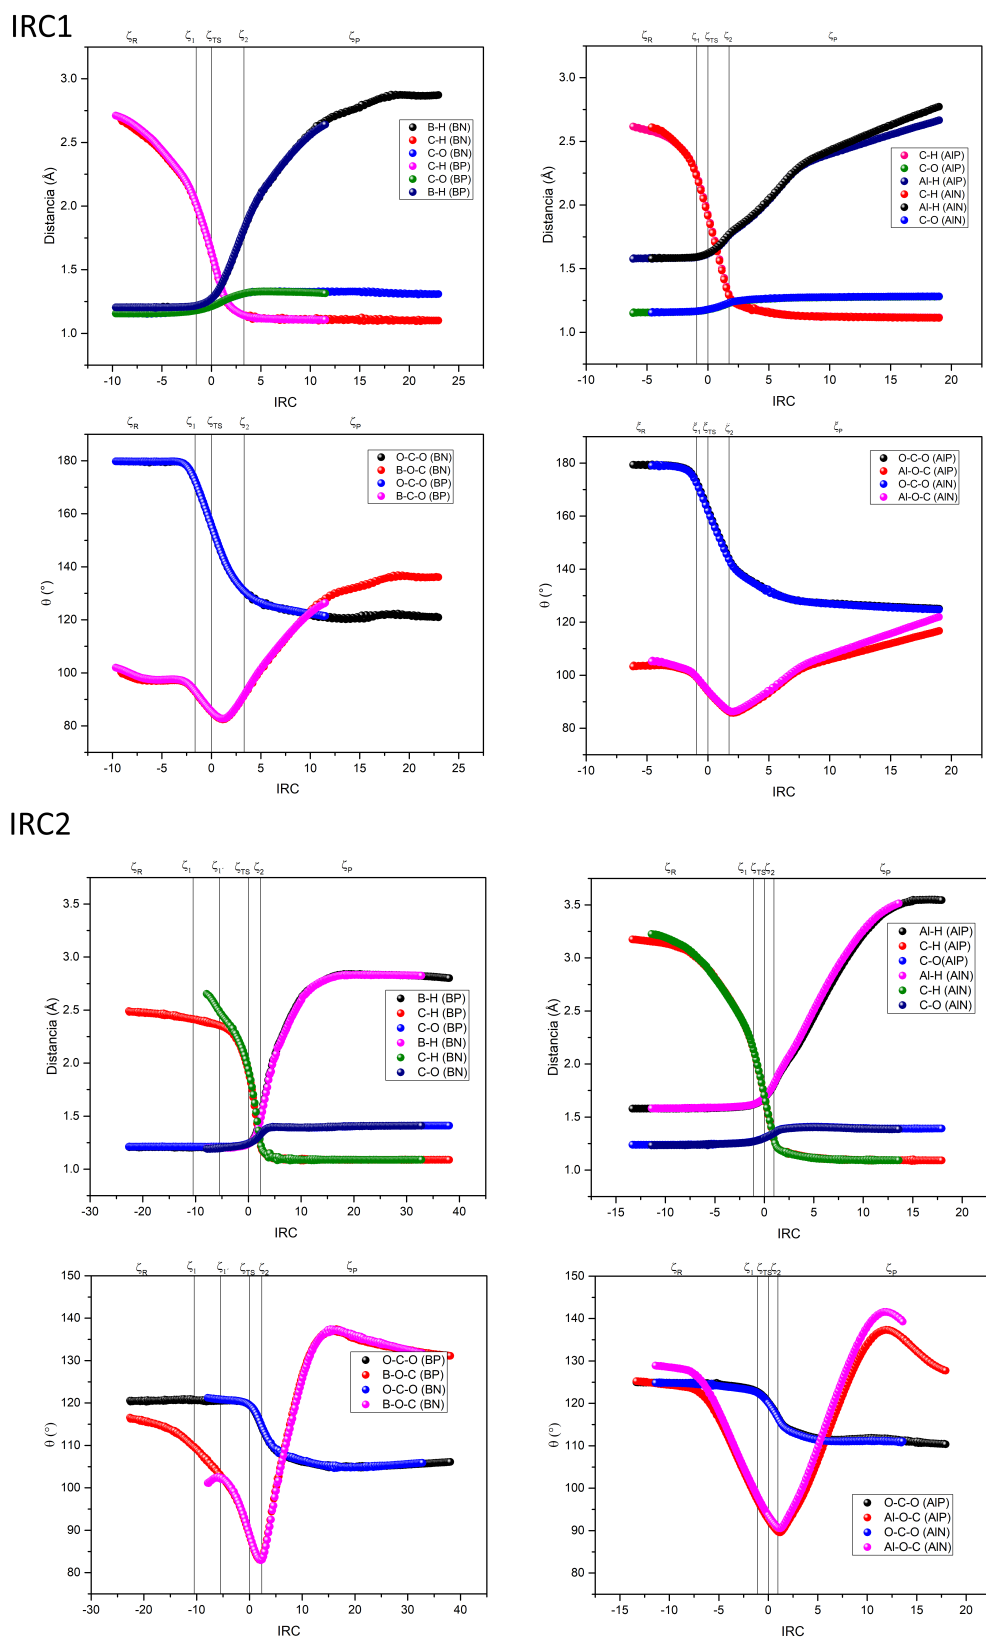 IRC1
ζR ζ1 ζTS ζ2 ζP
3.0
2.5
2.0
1.5
1.0
Distancia (Å)
B-H (BN)
C-H (BN)
C-O (BN)
C-H (BP)
C-O (BP)
B-H (BP)
-10 -5 0 5 10 15 20 25
IRC
ζR ζ1 ζTS ζ2 ζP
3.0
2.5
2.0
1.5
1.0
Distancia (Å)
C-H (AlP)
C-O (AlP)
Al-H (AlP)
C-H (AlN)
Al-H (AlN)
C-O (AlN)
-10 -5 0 5 10 15 20
IRC
ζR ζ1 ζTS ζ2 ζP
180
160
140
120
100
80
θ (°)
O-C-O (BN)
B-O-C (BN)
O-C-O (BP)
B-C-O (BP)
-10 -5 0 5 10 15 20 25
IRC
ξR ξ1 ξTS ξ2 ξP
180
160
140
120
100
80
θ (°)
O-C-O (AlP)
Al-O-C (AlP)
O-C-O (AlN)
Al-O-C (AlN)
-10 -5 0 5 10 15 20
IRC
IRC2
ζR ζ1 ζ1' ζTS ζ2 ζP
3.5
3.0
2.5
2.0
1.5
1.0
Distancia (Å)
B-H (BP)
C-H (BP)
C-O (BP)
B-H (BN)
C-H (BN)
C-O (BN)
-30 -20 -10 0 10 20 30 40
IRC
ζR ζ1 ζTS ζ2 ζP
3.5
3.0
2.5
2.0
1.5
1.0
Distancia (Å)
Al-H (AlP)
C-H (AlP)
C-O(AlP)
Al-H (AlN)
C-H (AlN)
C-O (AlN)
-15 -10 -5 0 5 10 15 20
IRC
ζR ζ1 ζ1' ζTS ζ2 ζP
150
140
130
120
110
100
90
80
θ (°)
O-C-O (BP)
B-O-C (BP)
O-C-O (BN)
B-O-C (BN)
-30 -20 -10 0 10 20 30 40
IRC
ζR ζ1 ζTS ζ2 ζP
150
140
130
120
110
100
90
80
θ (°)
O-C-O (AlP)
Al-O-C (AlP)
O-C-O (AlN)
Al-O-C (AlN)
-15 -10 -5 0 5 10 15 20
IRC